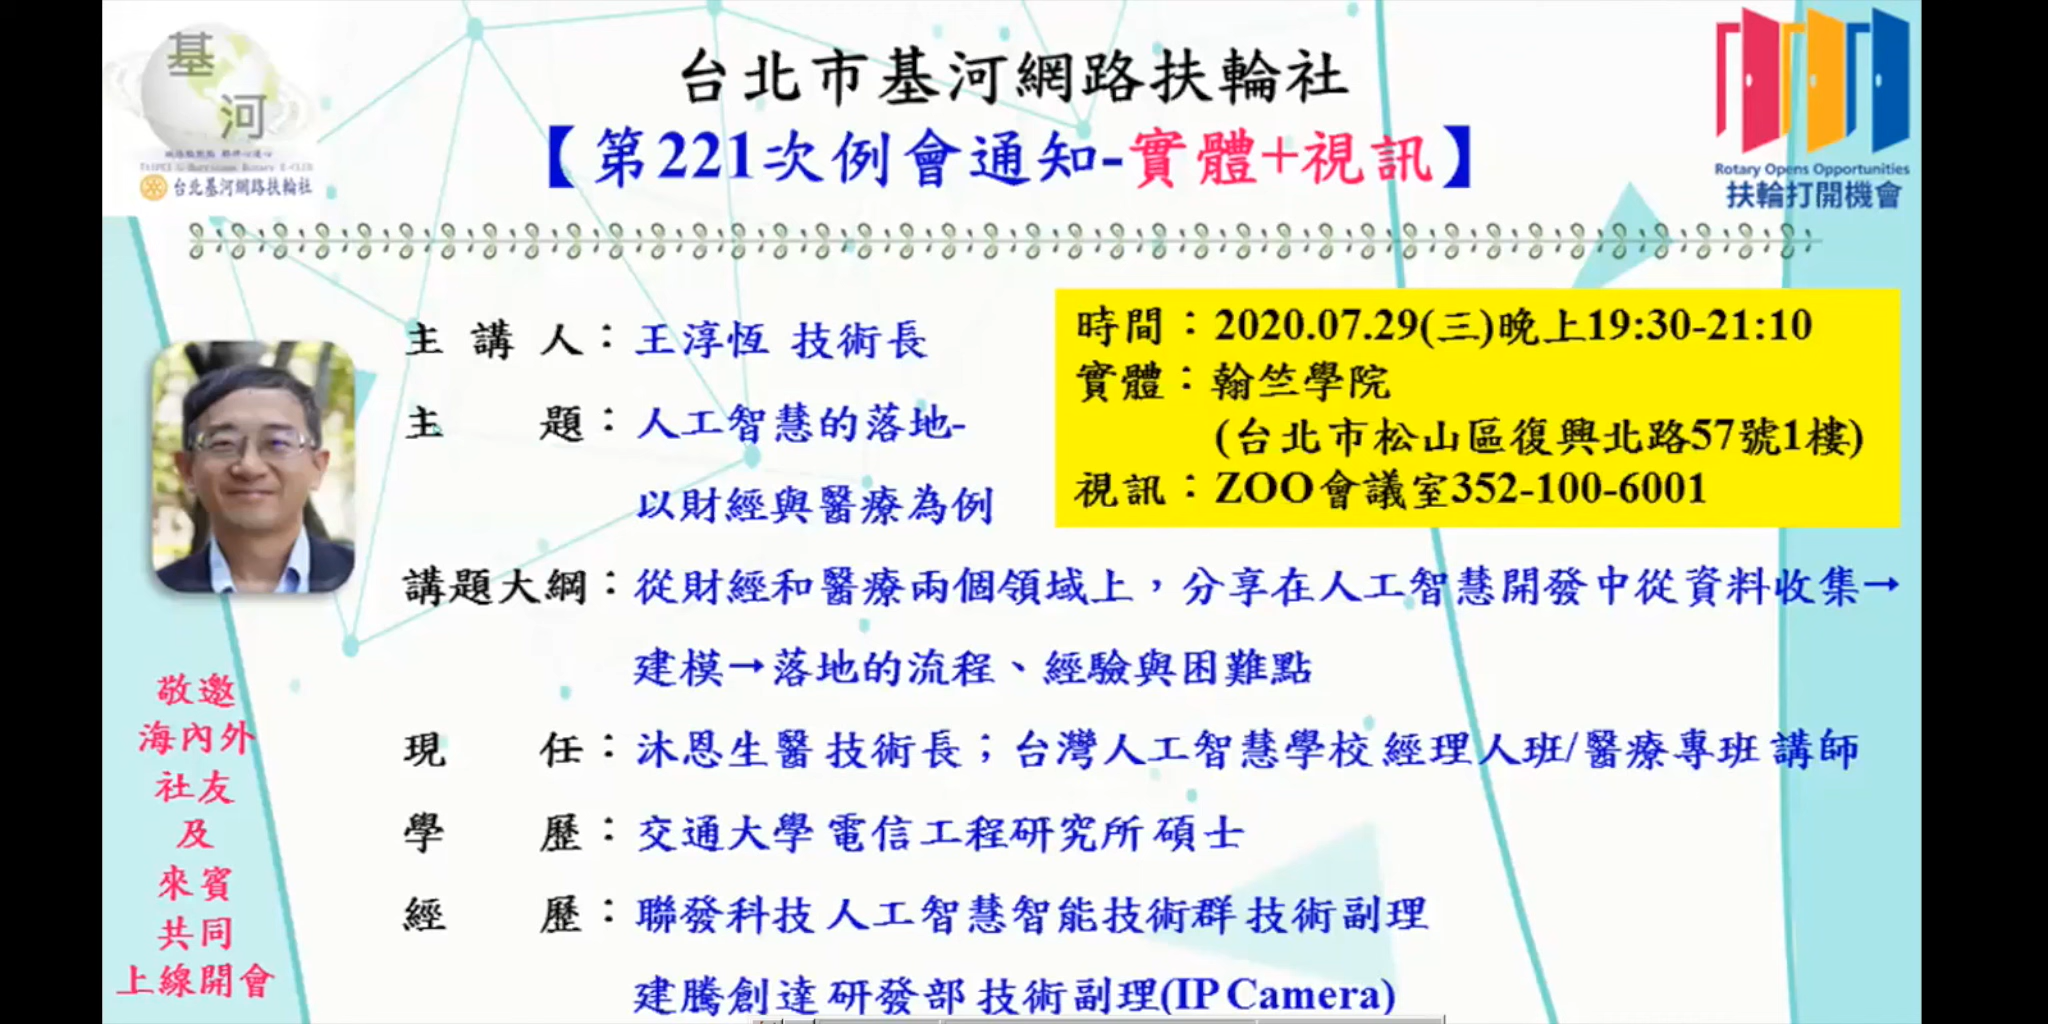 基
河
台北基河網路扶輪社
台北市基河網路扶輪社
【第221次例會通知-實體+視訊】
Rotary Opens Opportunities
扶輪打開機會
時間：2020.07.29(三)晚上19:30-21:10
實體：翰竺學院
(台北市松山區復興北路57號1樓)
視訊：ZOO會議室352-100-6001
主講人：王淳恆 技術長
主題：人工智慧的落地-
以財經與醫療為例
講題大綱：從財經和醫療兩個領域上，分享在人工智慧開發中從資料收集→
建模→落地的流程、經驗與困難點
現任：沐恩生醫 技術長；台灣人工智慧學校 經理人班/醫療專班 講師
學歷：交通大學 電信工程研究所 碩士
經歷：聯發科技 人工智慧智能技術群 技術副理
建騰創達 研發部 技術副理(IP Camera)
敬邀
海內外
社友
及
來賓
共同
上線開會